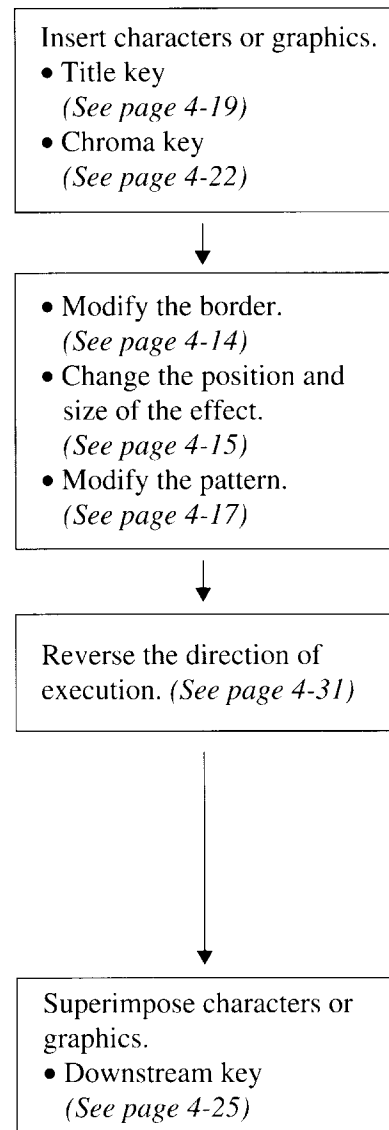 Insert characters or graphics.
• Title key
(See page 4-19)
• Chroma key
(See page 4-22)
• Modify the border.
(See page 4-14)
• Change the position and
size of the effect.
(See page 4-15)
• Modify the pattern.
(See page 4-17)
Reverse the direction of
execution. (See page 4-31)
Superimpose characters or
graphics.
• Downstream key
(See page 4-25)